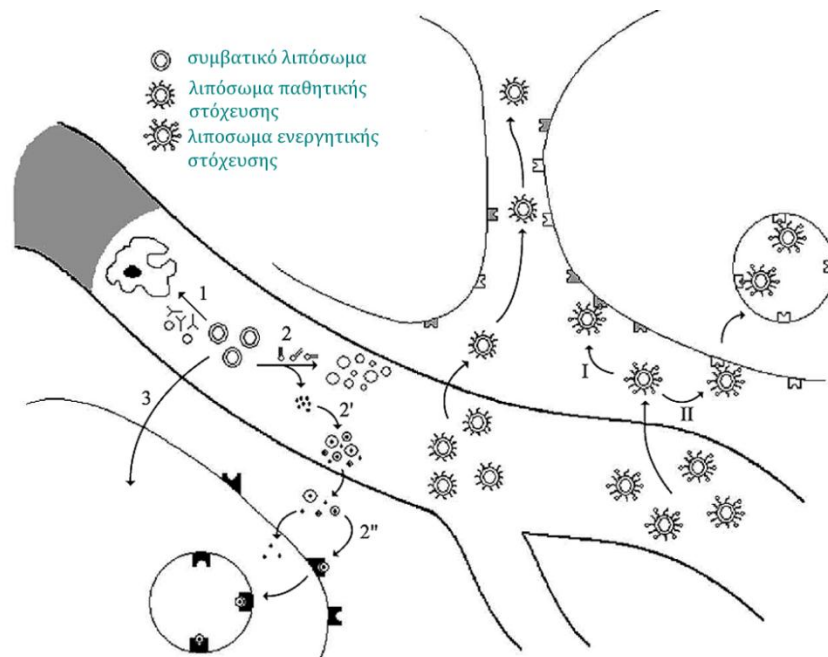 συμβατικό λιπόσωμα
λιπόσωμα παθητικής
στόχευσης
λιποσωμα ενεργητικής
στόχευσης
1
2
3
2'
I
II
2"